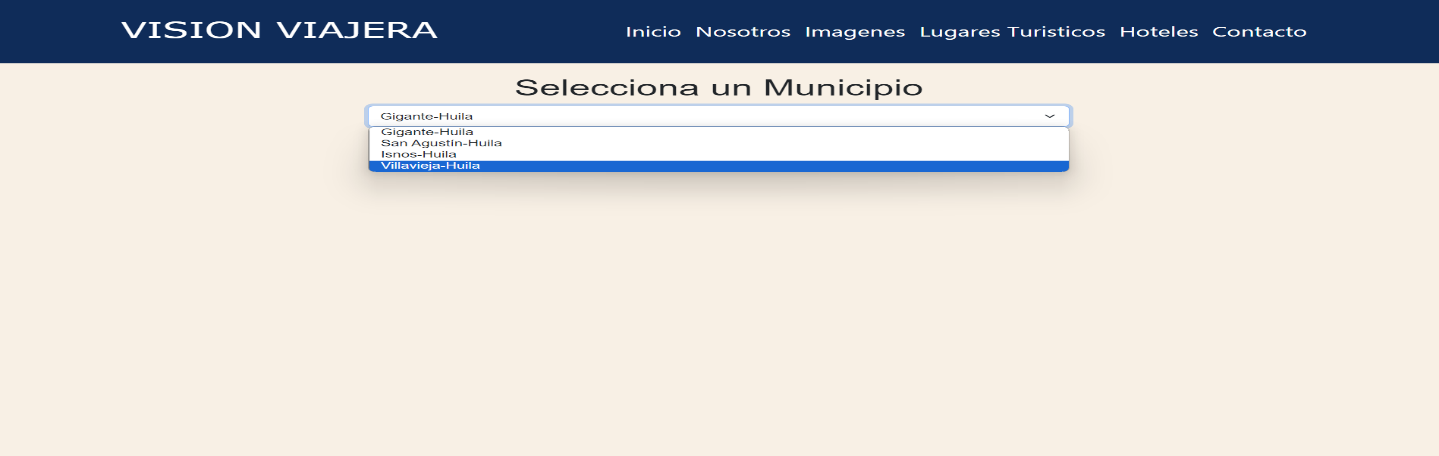 VISION VIAJERA
Inicio Nosotros Imagenes Lugares Turisticos Hoteles Contacto
Selecciona un Municipio
Gigante-Huila
Gigante-Huila
San Agustín-Huila
Isnos-Huila
Villavieja-Huila